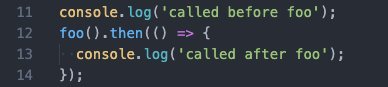 11 console.log('called before foo');
12 foo().then(() => {
13   console.log('called after foo');
14 });